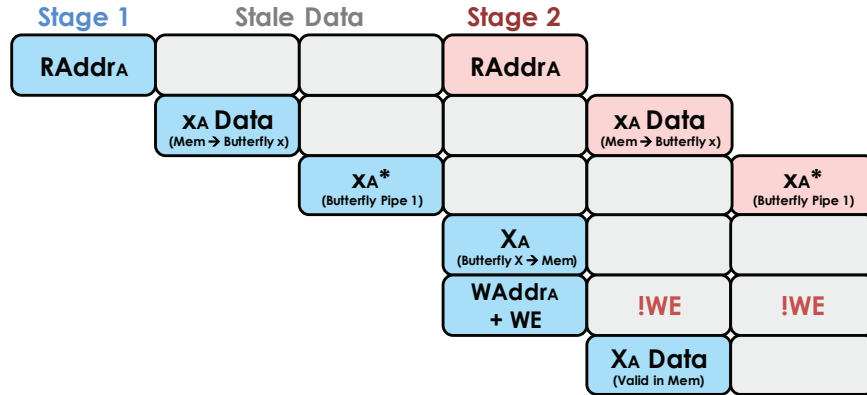 Stage 1 Stale Data Stage 2
RAddrA RAddrA
xA Data xA Data
(Mem → Butterfly x) (Mem → Butterfly x)
xA* xA*
(Butterfly Pipe 1) (Butterfly Pipe 1)
XA
(Butterfly X → Mem)
WAddrA
+ WE !WE !WE
XA Data
(Valid in Mem)